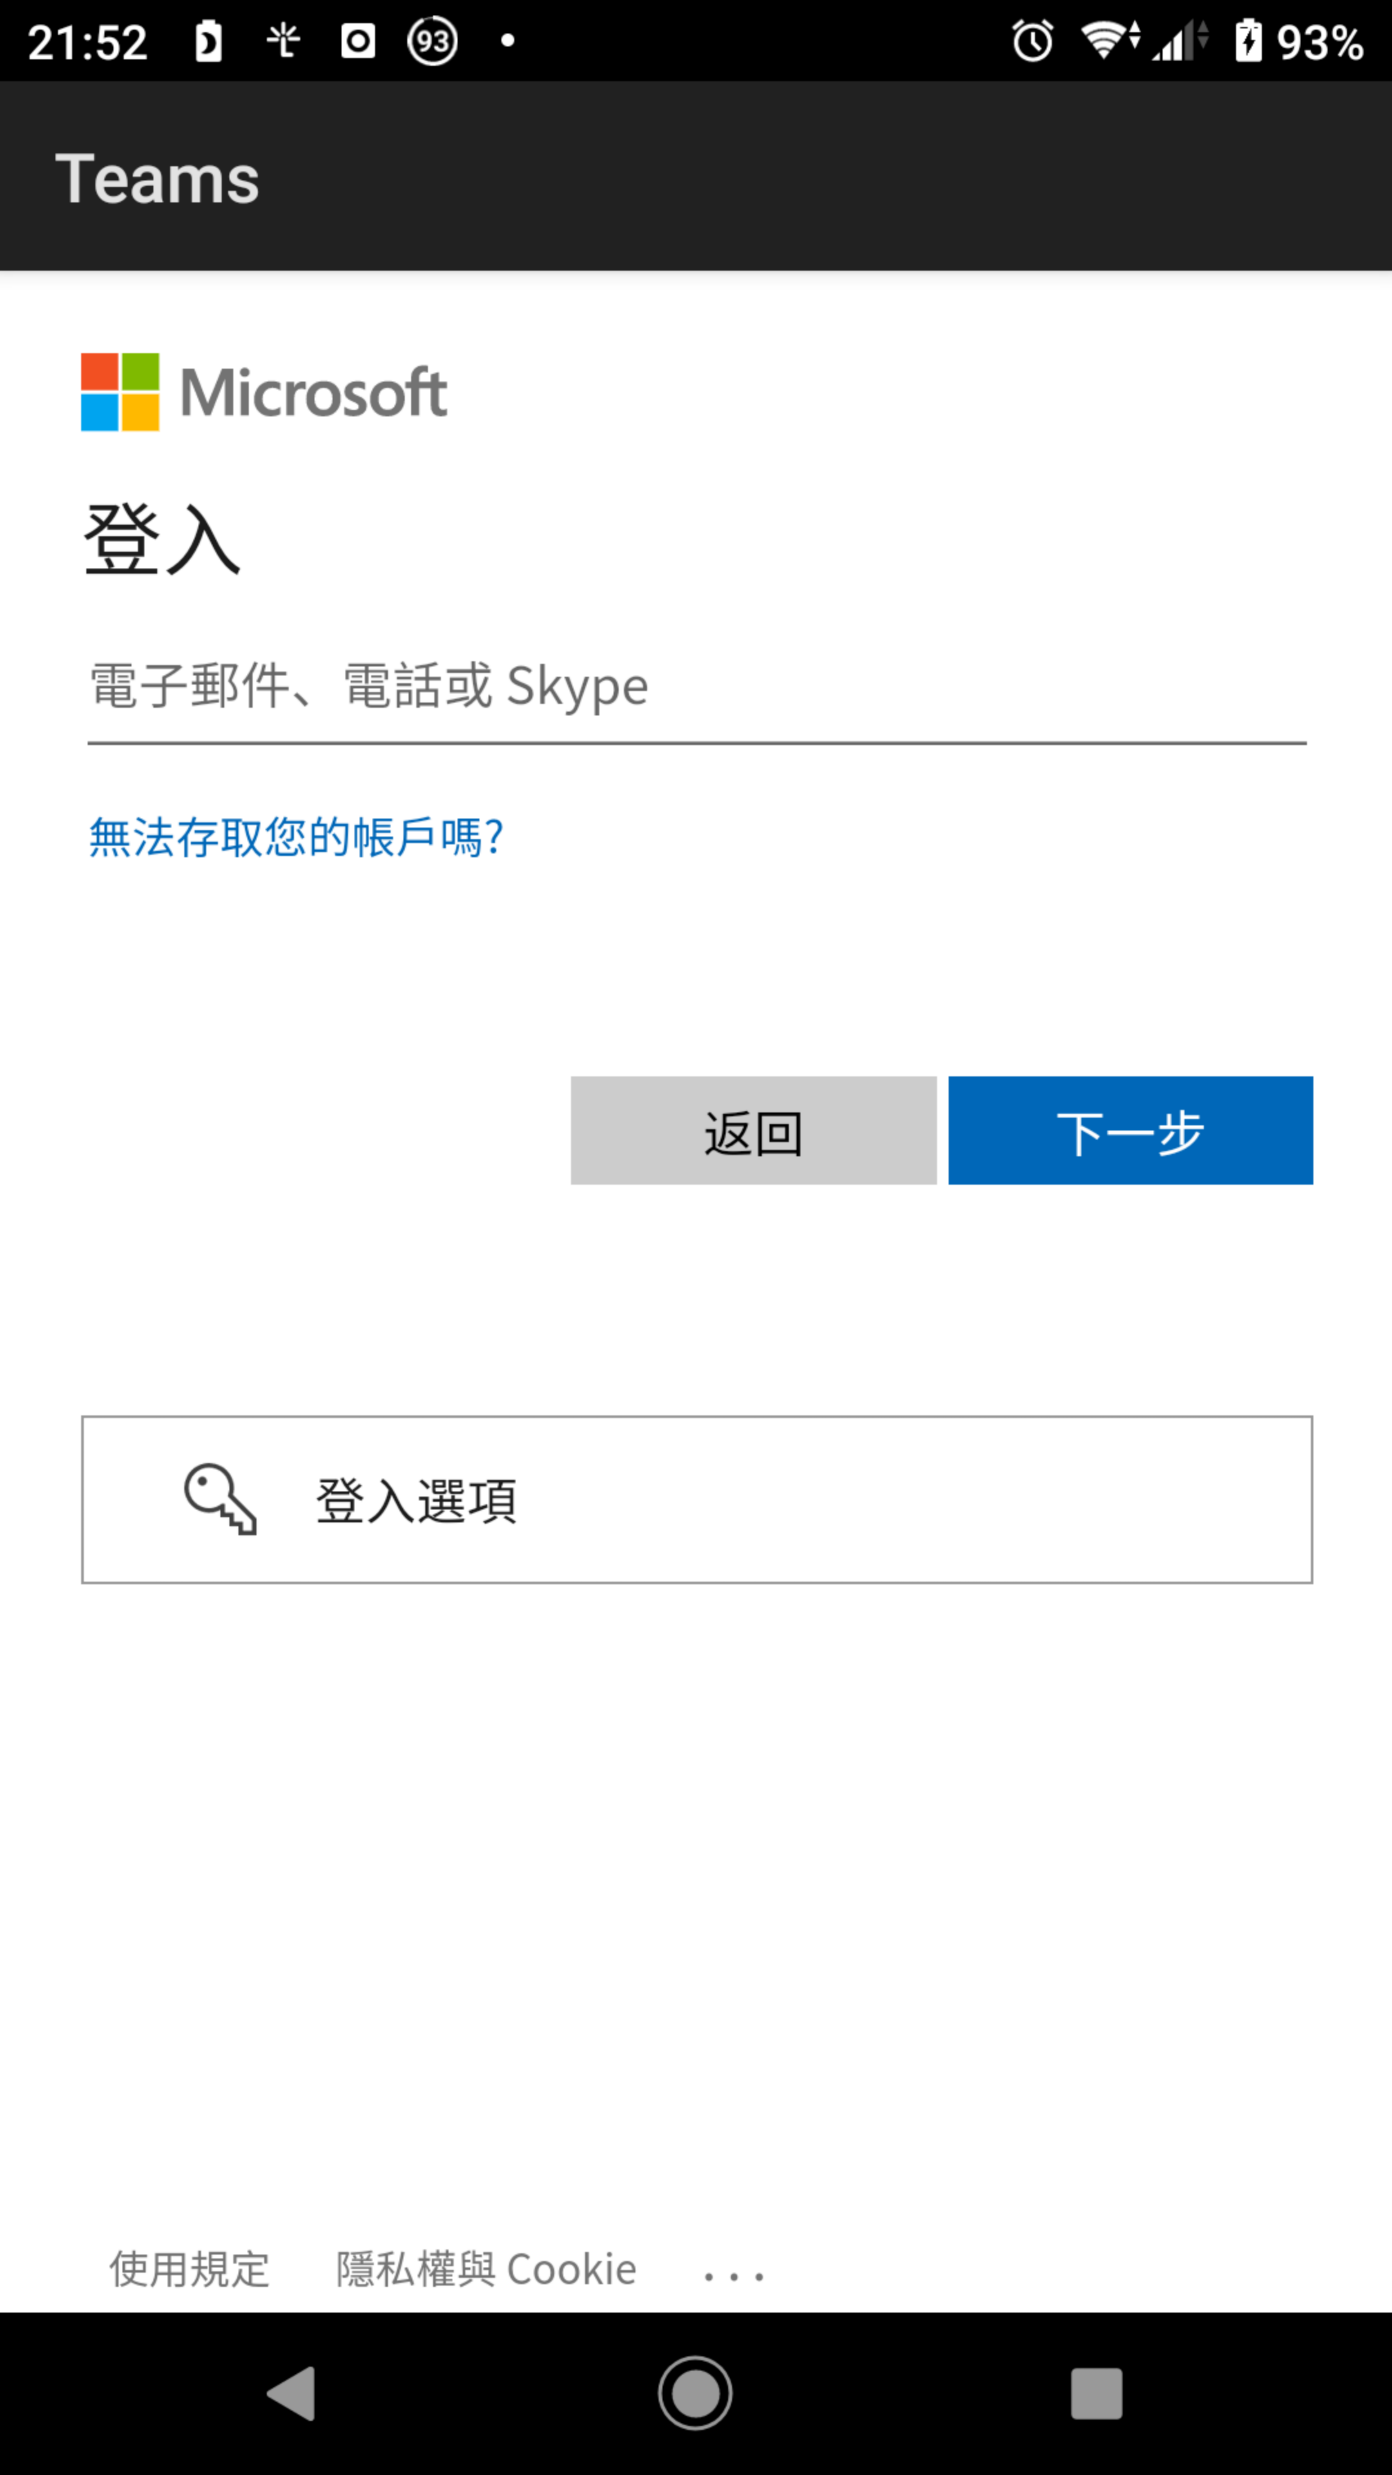 21:52 93 93%
Teams
Microsoft
登入
電子郵件、電話或 Skype
無法存取您的帳戶嗎?
返回 下一步
登入選項
使用規定 隱私權與 Cookie ...